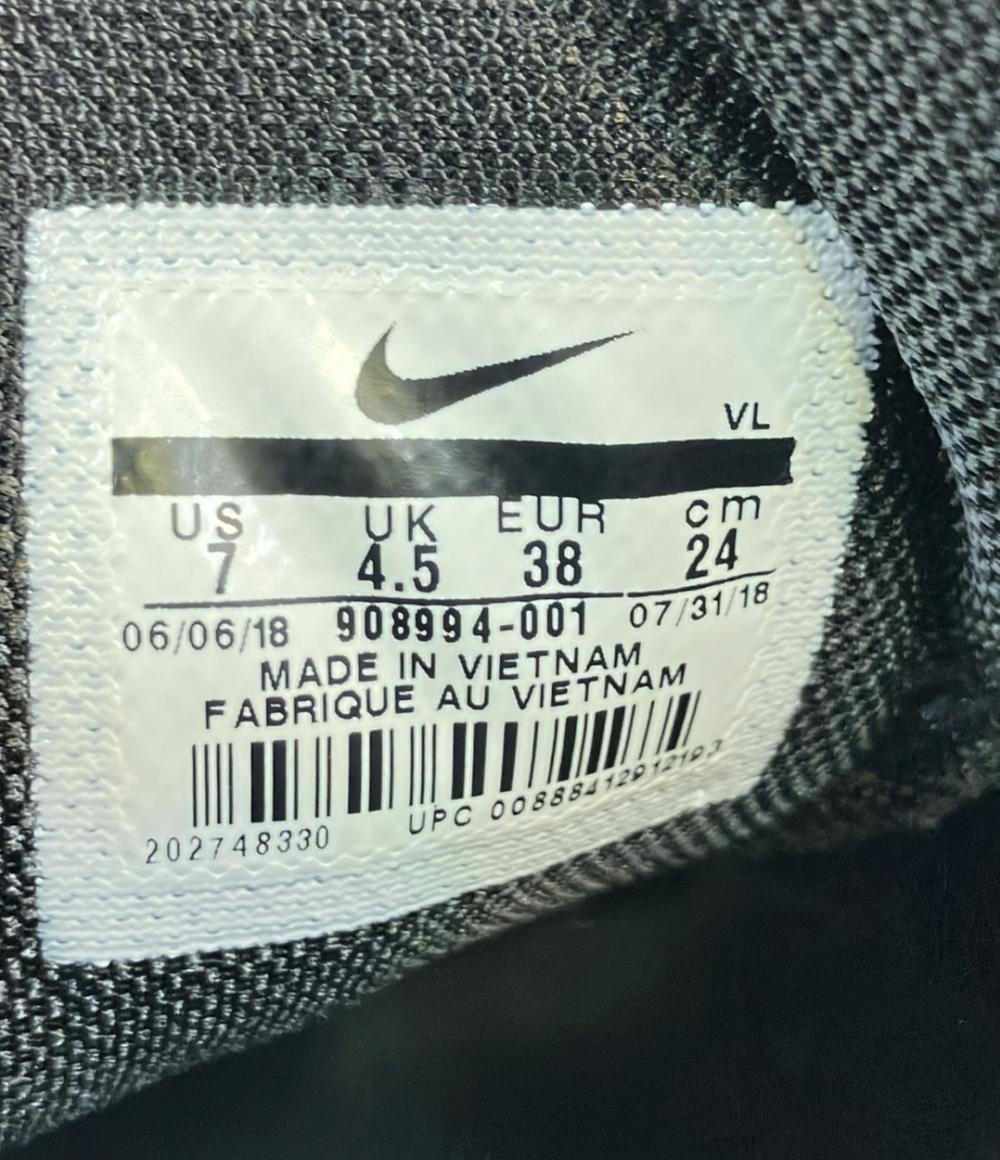 VL
US UK EUR cm
7 4.5 38 24
06/06/18 908994-001 07/31/18
MADE IN VIETNAM
FABRIQUE AU VIETNAM
202748330 UPC 00888412912193